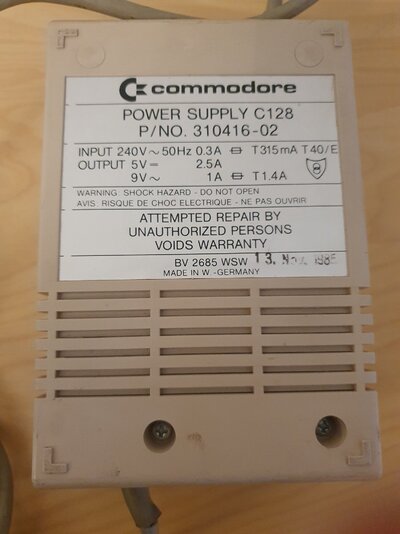 commodore
POWER SUPPLY C128
P/NO. 310416-02
INPUT 240V~50Hz 0.3A T315mA T40/E
OUTPUT 5V= 2.5A
9V~ 1A T1.4A
WARNING: SHOCK HAZARD - DO NOT OPEN
AVIS: RISQUE DE CHOC ELECTRIQUE - NE PAS OUVRIR
ATTEMPTED REPAIR BY
UNAUTHORIZED PERSONS
VOIDS WARRANTY
BV 2685 WSW 13. Nov. 1985
MADE IN W.-GERMANY